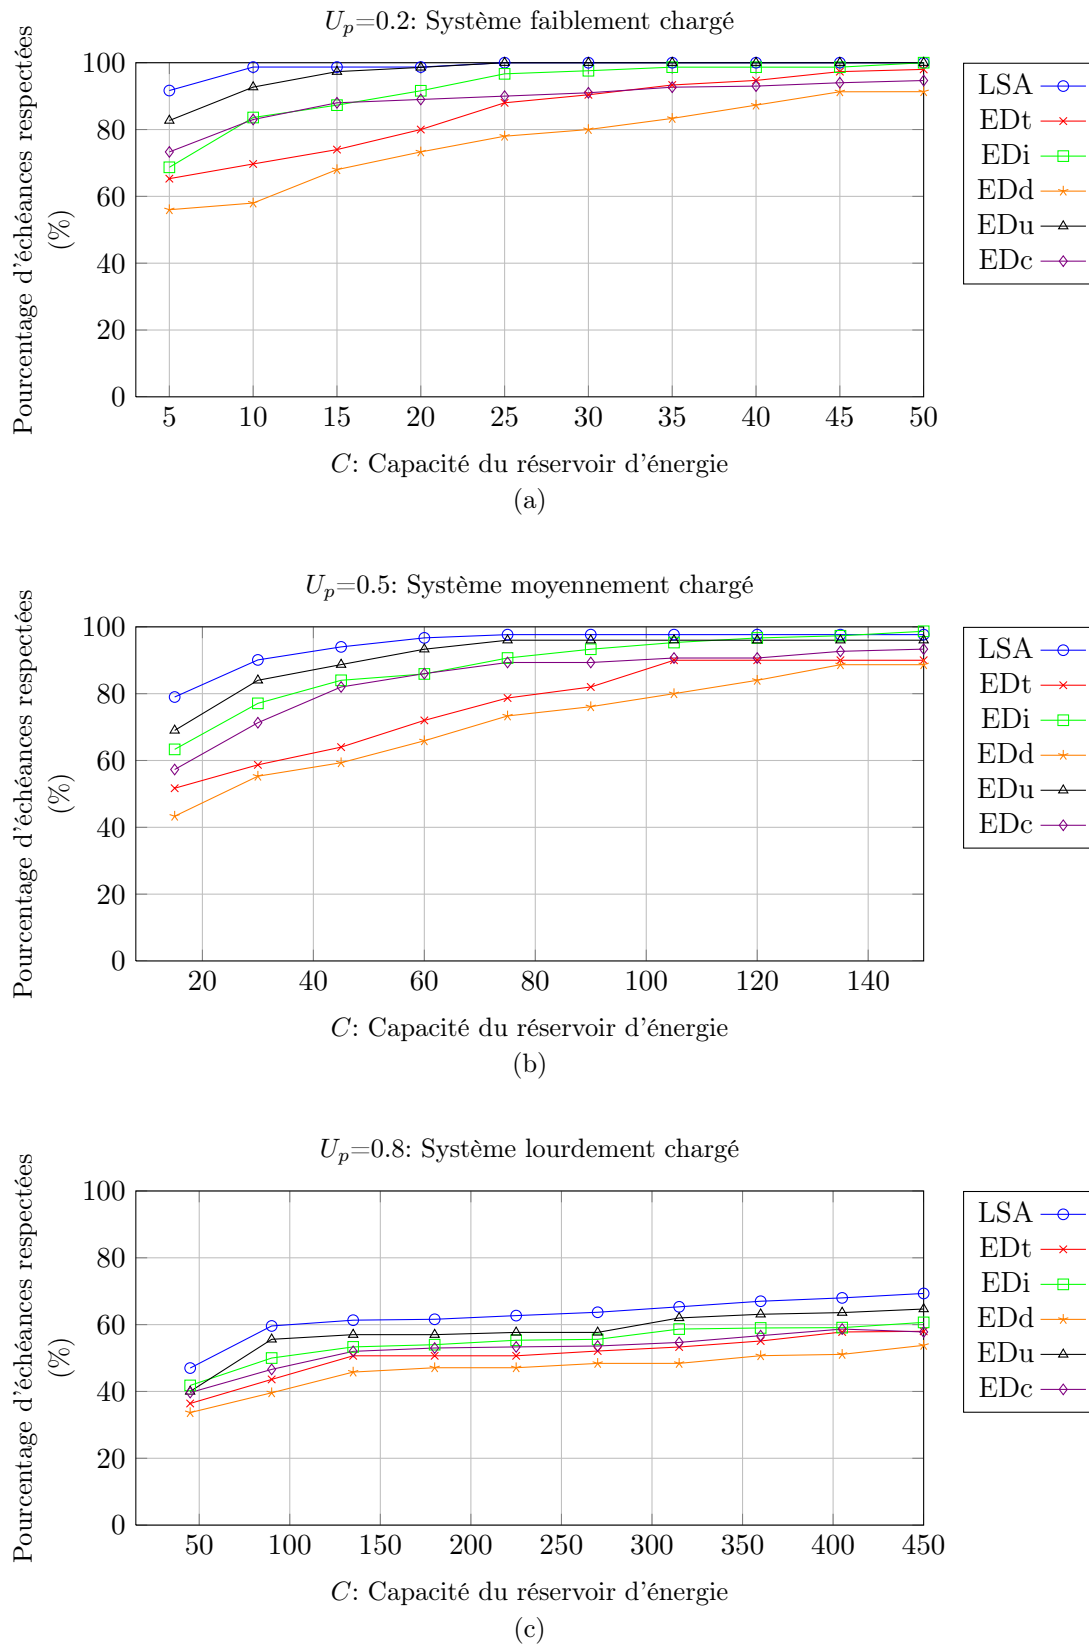 U_p=0.2: Système faiblement chargé
Pourcentage d'échéances respectées
(%)
100
80
60
40
20
0
5 10 15 20 25 30 35 40 45 50
C: Capacité du réservoir d'énergie
(a)
LSA
EDt
EDi
EDd
EDu
EDc
U_p=0.5: Système moyennement chargé
Pourcentage d'échéances respectées
(%)
100
80
60
40
20
0
20 40 60 80 100 120 140
C: Capacité du réservoir d'énergie
(b)
LSA
EDt
EDi
EDd
EDu
EDc
U_p=0.8: Système lourdement chargé
Pourcentage d'échéances respectées
(%)
100
80
60
40
20
0
50 100 150 200 250 300 350 400 450
C: Capacité du réservoir d'énergie
(c)
LSA
EDt
EDi
EDd
EDu
EDc